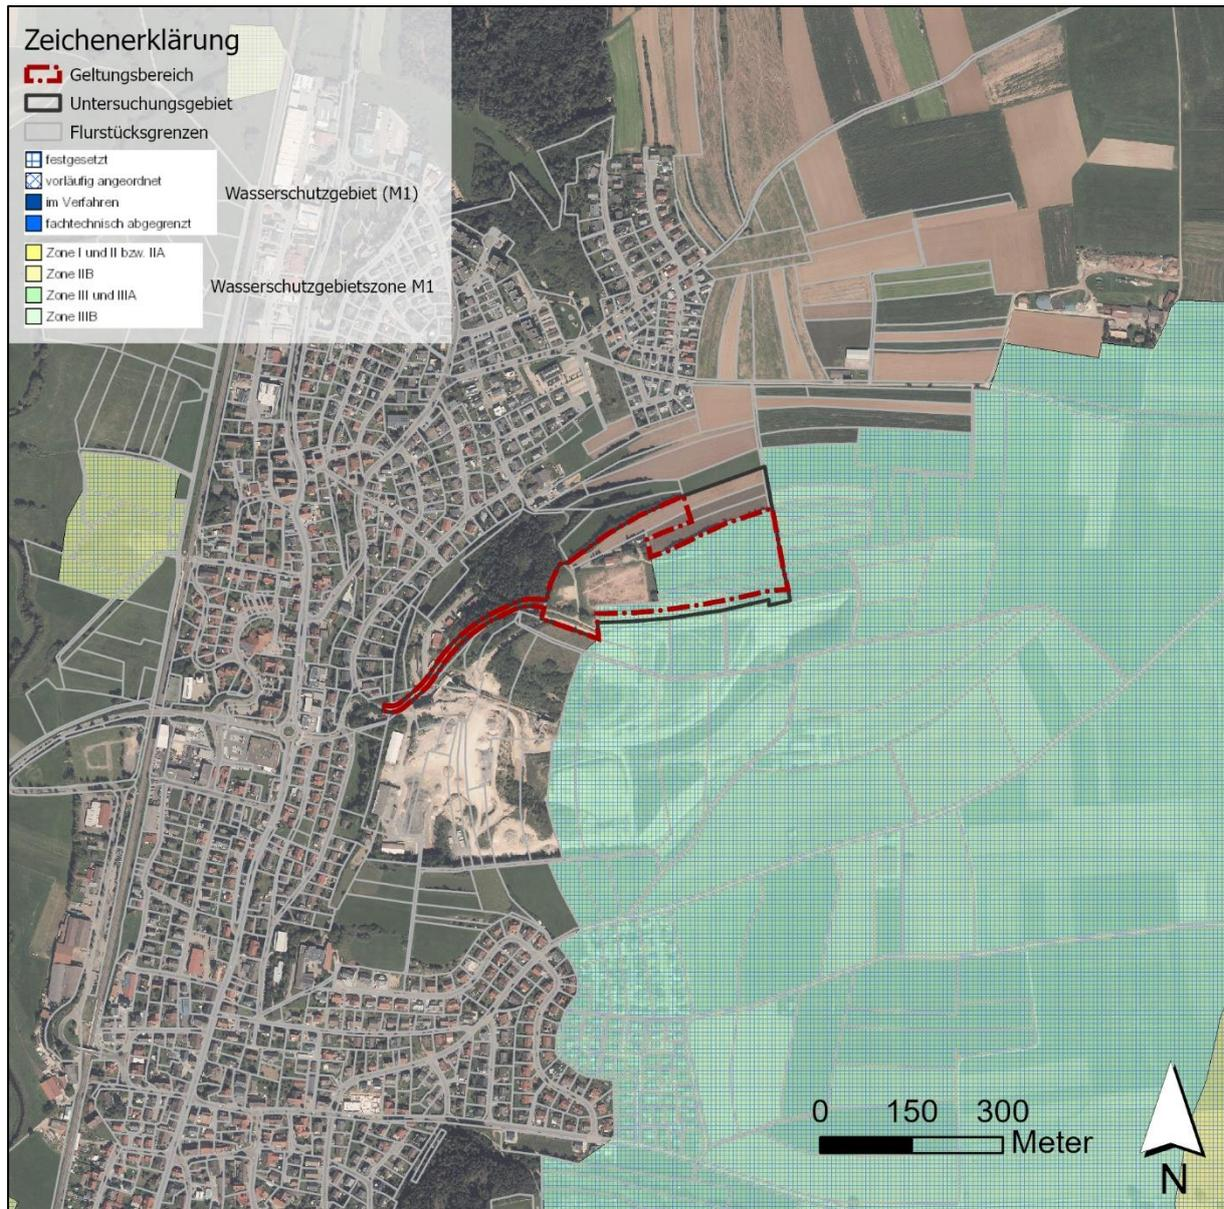 Zeichenerklärung
Geltungsbereich
Untersuchungsgebiet
Flurstücksgrenzen
festgesetzt
vorläufig angeordnet
im Verfahren
fachtechnisch abgegrenzt
Wasserschutzgebiet (M1)
Zone I und II bzw. IIA
Zone IIB
Zone III und IIIA
Zone IIIB
Wasserschutzgebietszone M1
0 150 300
Meter
N